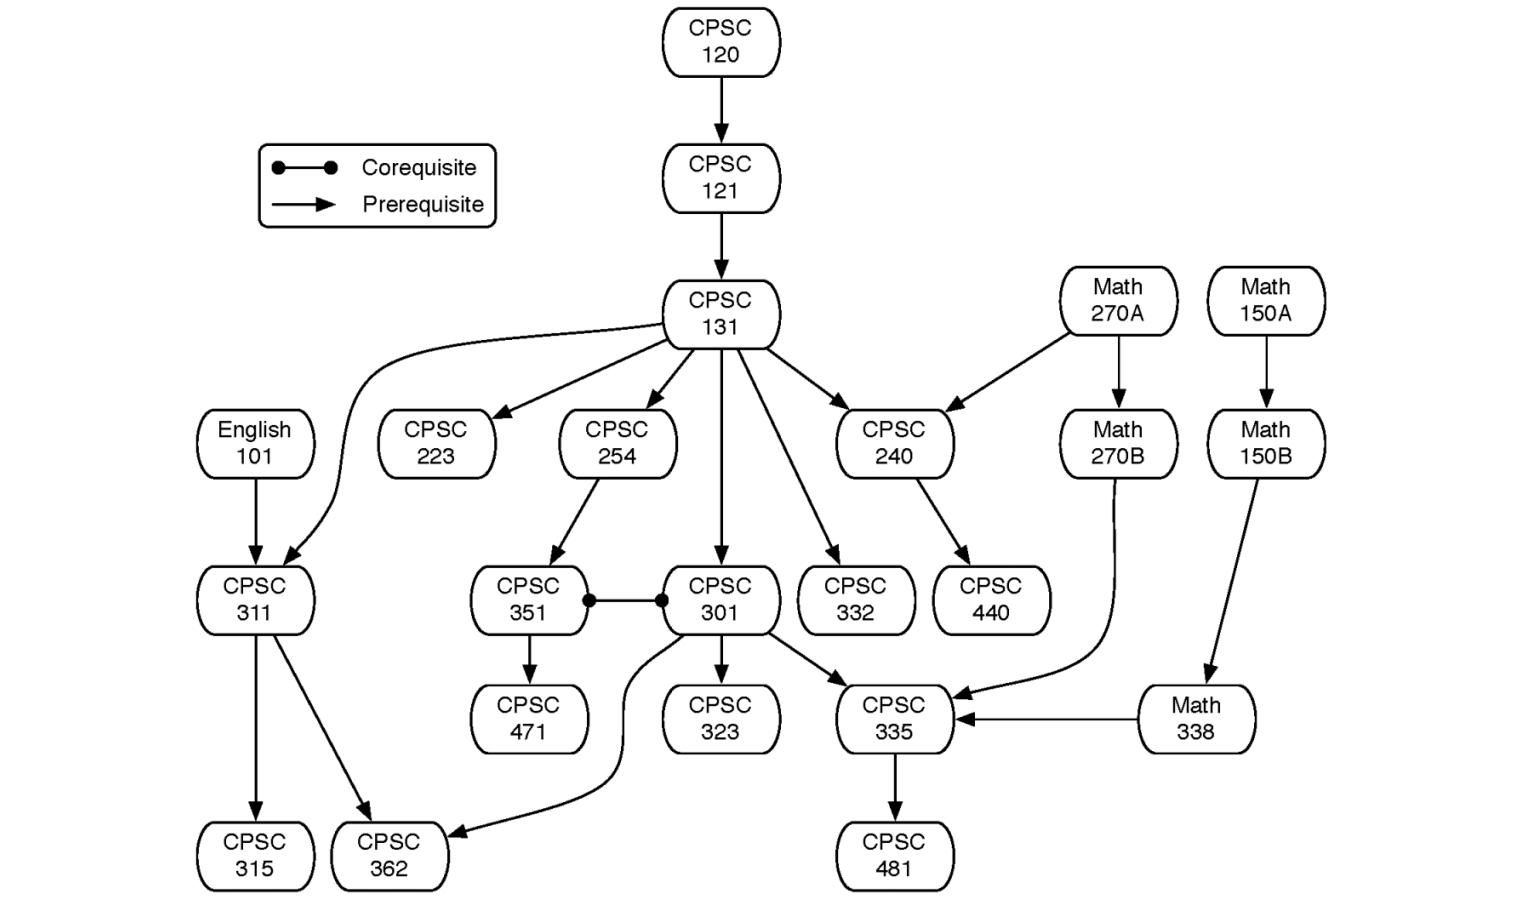 CPSC
120
Corequisite
Prerequisite
CPSC
121
CPSC
131
Math
270A
Math
150A
English
101
CPSC
223
CPSC
254
CPSC
240
Math
270B
Math
150B
CPSC
311
CPSC
351
CPSC
301
CPSC
332
CPSC
440
CPSC
471
CPSC
323
CPSC
335
Math
338
CPSC
315
CPSC
362
CPSC
481